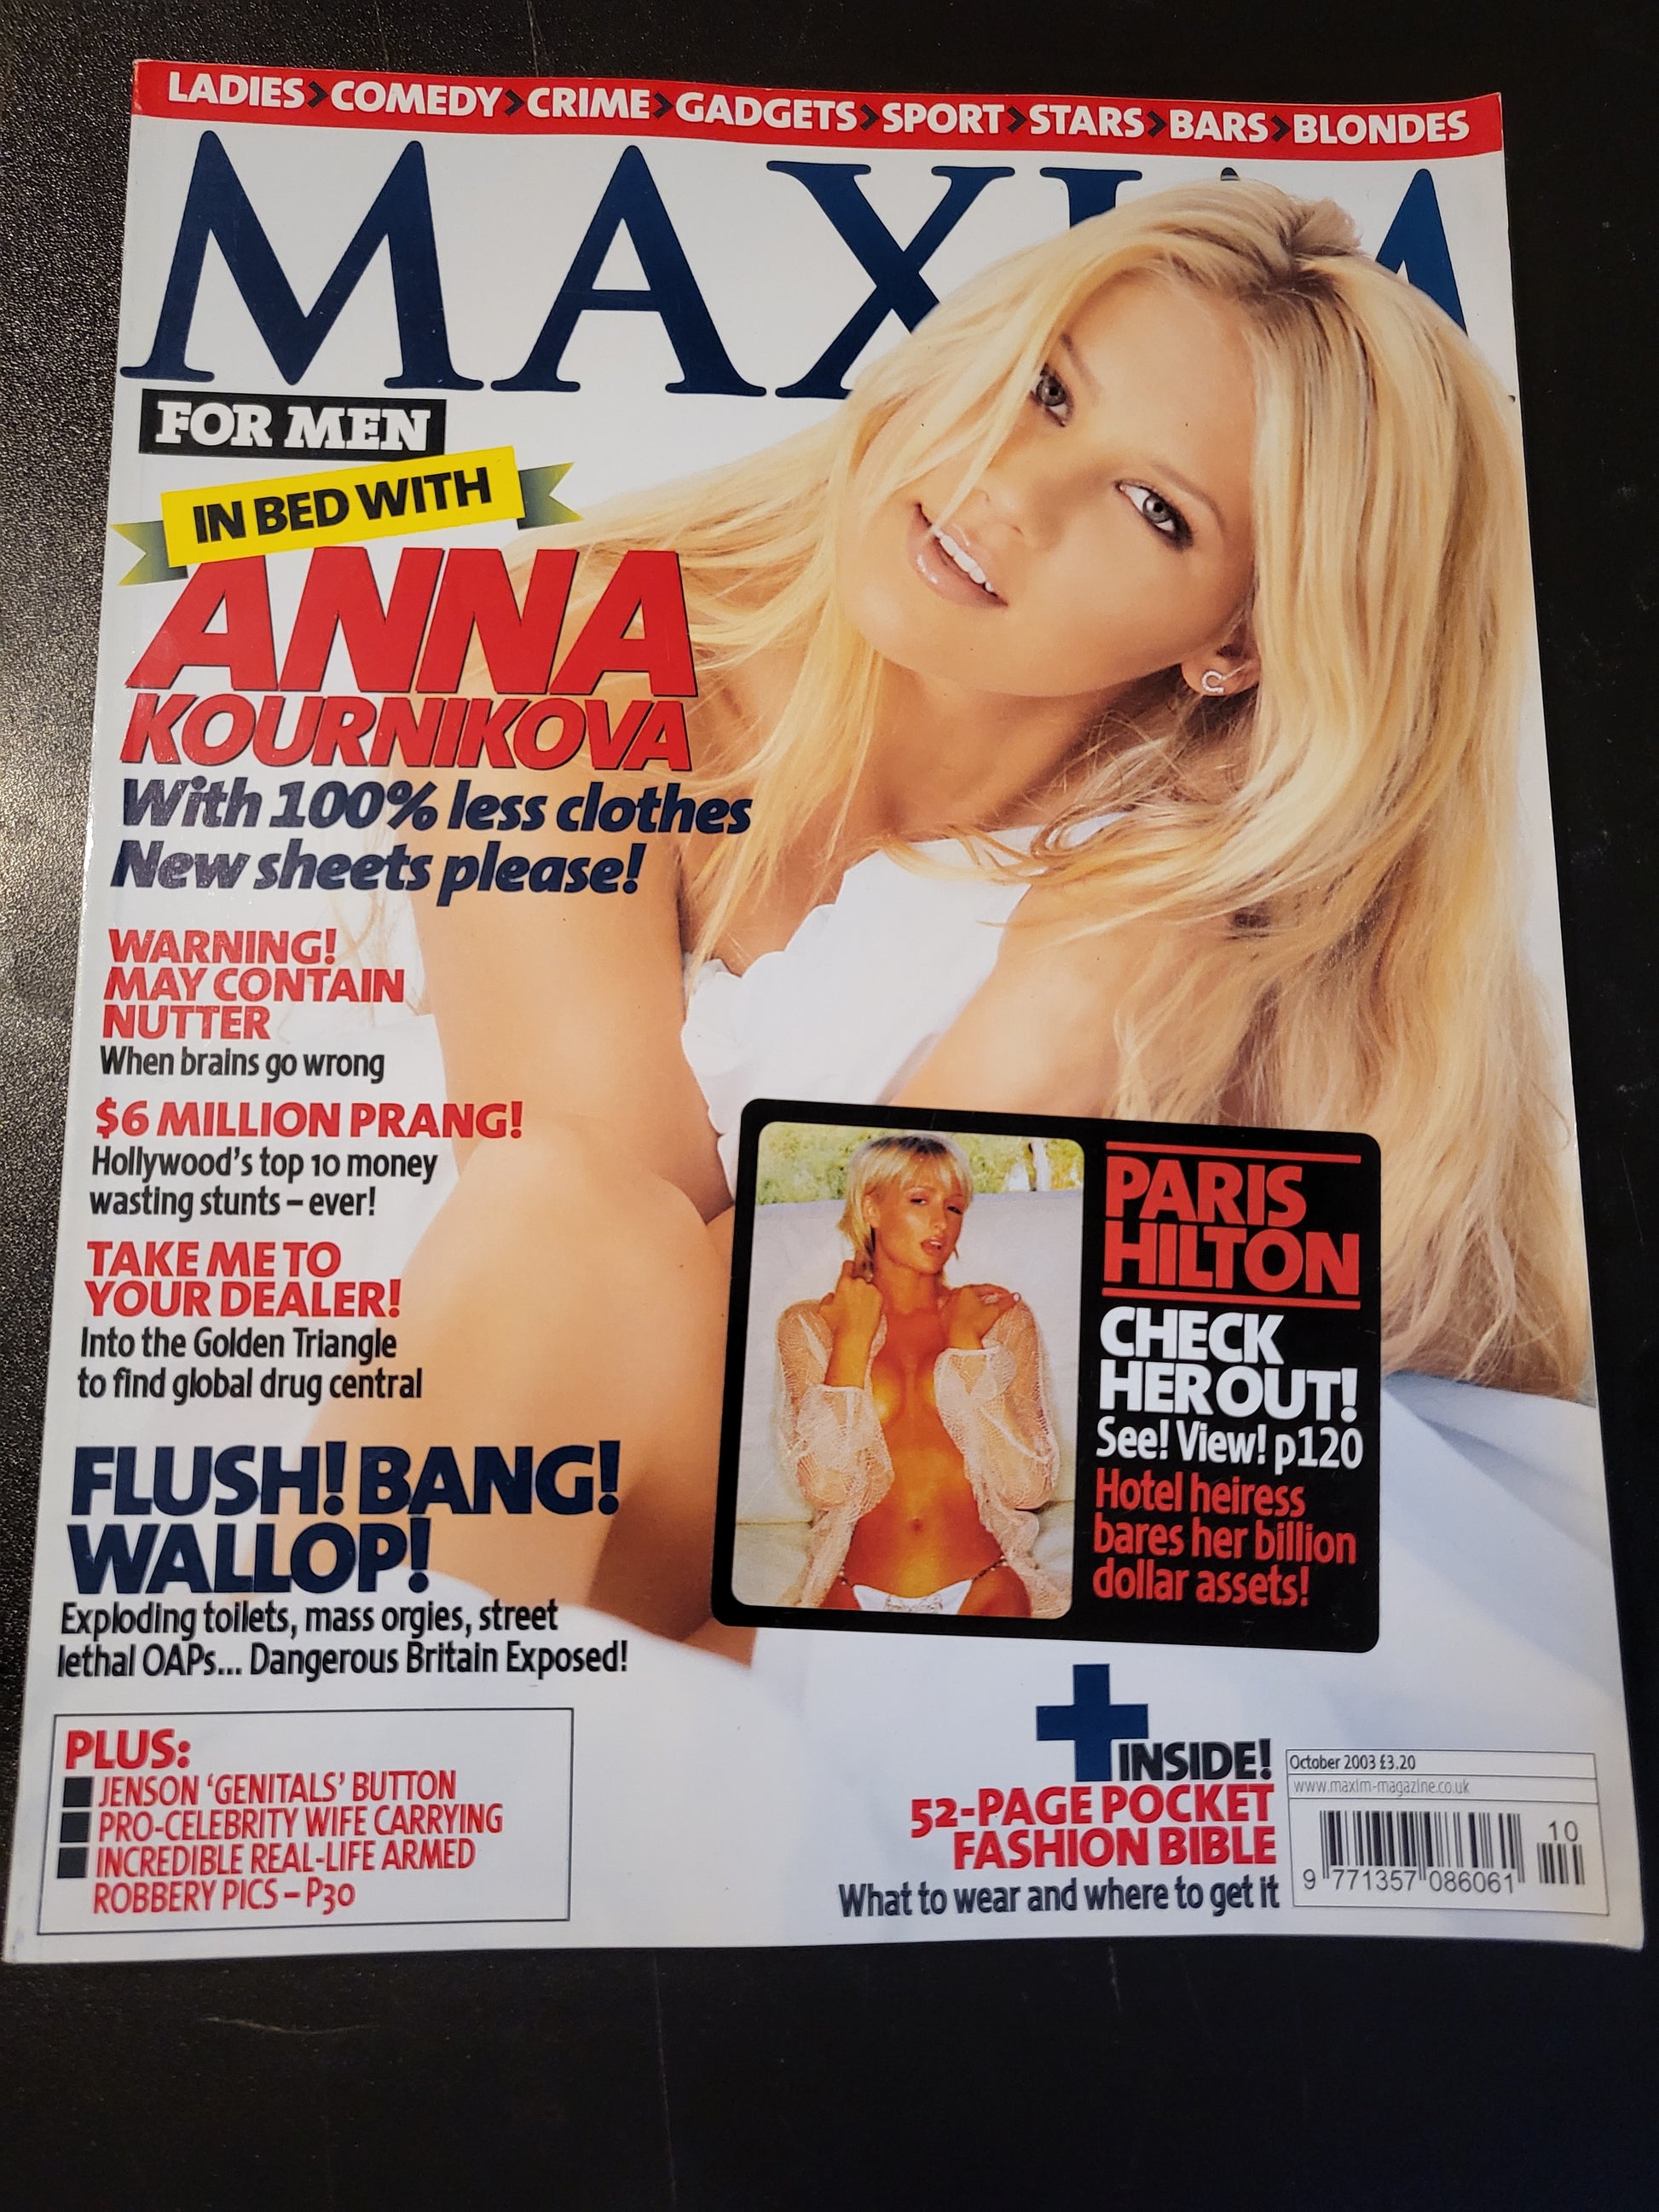 LADIES>COMEDY>CRIME>GADGETS>SPORT>STARS>BARS>BLONDES
MAXIM
FOR MEN
IN BED WITH
ANNA
KOURNIKOVA
With 100% less clothes
New sheets please!
WARNING!
MAY CONTAIN
NUTTER
When brains go wrong
$6 MILLION PRANG!
Hollywood's top 10 money
wasting stunts – ever!
TAKE ME TO
YOUR DEALER!
Into the Golden Triangle
to find global drug central
FLUSH! BANG!
WALLOP!
Exploding toilets, mass orgies, street
lethal OAPs... Dangerous Britain Exposed!
PLUS:
JENSON 'GENITALS' BUTTON
PRO-CELEBRITY WIFE CARRYING
INCREDIBLE REAL-LIFE ARMED
ROBBERY PICS – P30
PARIS
HILTON
CHECK
HER OUT!
See! View! p120
Hotel heiress
bares her billion
dollar assets!
+INSIDE!
52-PAGE POCKET
FASHION BIBLE
What to wear and where to get it
October 2003 £3.20
www.maxim-magazine.co.uk
10
9 771357 086061